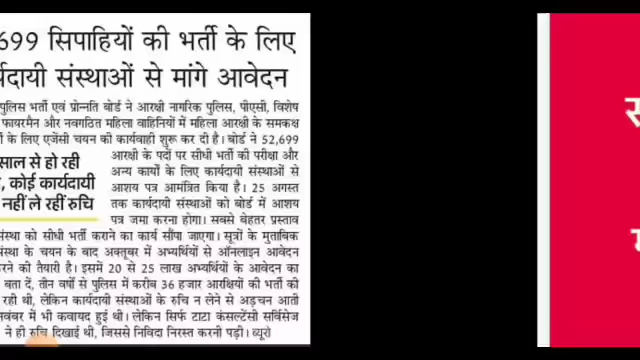 699 सिपाहियों की भर्ती के लिए
र्यदायी संस्थाओं से मांगे आवेदन
पुलिस भर्ती एवं प्रोन्नति बोर्ड ने आरक्षी नागरिक पुलिस, पीएसी, विशेष
फायरमैन और नवगठित महिला वाहिनियों में महिला आरक्षी के समकक्ष
के लिए एजेंसी चयन की कार्यवाही शुरू कर दी है। बोर्ड ने 52,699
साल से हो रही
, कोई कार्यदायी
नहीं ले रहीं रुचि
आरक्षी के पदों पर सीधी भर्ती की परीक्षा और
अन्य कार्यों के लिए कार्यदायी संस्थाओं से
आशय पत्र आमंत्रित किया है। 25 अगस्त
तक कार्यदायी संस्थाओं को बोर्ड में आशय
पत्र जमा करना होगा। सबसे बेहतर प्रस्ताव
संस्था को सीधी भर्ती कराने का कार्य सौंपा जाएगा। सूत्रों के मुताबिक
संस्था के चयन के बाद अक्तूबर में अभ्यर्थियों से ऑनलाइन आवेदन
रने की तैयारी है। इसमें 20 से 25 लाख अभ्यर्थियों के आवेदन का
बता दें, तीन वर्षों से पुलिस में करीब 36 हजार आरक्षियों की भर्ती की
रही थी, लेकिन कार्यदायी संस्थाओं के रुचि न लेने से अड़चन आती
नवंबर में भी कवायद हुई थी। लेकिन सिर्फ टाटा कंसल्टेंसी सर्विसेज
ने ही रुचि दिखाई थी, जिससे निविदा निरस्त करनी पड़ी। ब्यूरो